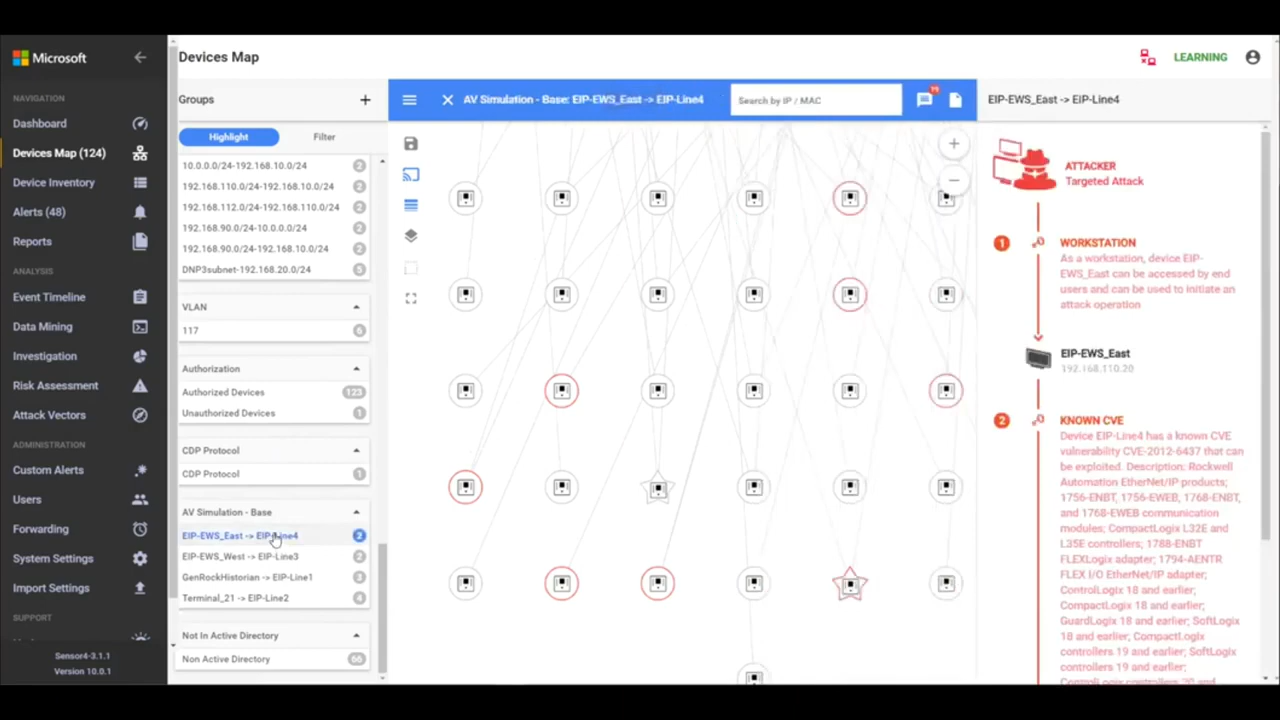 Microsoft
NAVIGATION
Dashboard
Devices Map (124)
Device Inventory
Alerts (48)
Reports
ANALYSIS
Event Timeline
Data Mining
Investigation
Risk Assessment
Attack Vectors
ADMINISTRATION
Custom Alerts
Users
Forwarding
System Settings
Import Settings
SUPPORT
Sensor4-3.1.1
Version 10.0.1
Devices Map
LEARNING
Groups
+
Highlight
Filter
10.0.0.0/24-192.168.10.0/24 2
192.168.110.0/24-192.168.10.0/24 2
192.168.112.0/24-192.168.110.0/24 2
192.168.90.0/24-10.0.0.0/24 2
192.168.90.0/24-192.168.10.0/24 2
DNP3subnet-192.168.20.0/24 5
VLAN
117 6
Authorization
Authorized Devices 123
Unauthorized Devices 1
CDP Protocol
CDP Protocol 1
AV Simulation - Base
EIP-EWS_East -> EIP-Line4 2
EIP-EWS_West -> EIP-Line3 2
GenRockHistorian -> EIP-Line1 3
Terminal_21 -> EIP-Line2 4
Not In Active Directory
Non Active Directory 66
AV Simulation - Base: EIP-EWS_East -> EIP-Line4
Search by IP / MAC
EIP-EWS_East -> EIP-Line4
ATTACKER
Targeted Attack
1 WORKSTATION
As a workstation, device EIP-
EWS_East can be accessed by end
users and can be used to initiate an
attack operation
EIP-EWS_East
192.168.110.20
2 KNOWN CVE
Device EIP-Line4 has a known CVE
vulnerability CVE-2012-6437 that can
be exploited. Description: Rockwell
Automation EtherNet/IP products;
1756-ENBT, 1756-EWEB, 1768-ENBT,
and 1768-EWEB communication
modules; CompactLogix L32E and
L35E controllers; 1788-ENBT
FLEXLogix adapter; 1794-AENTR
FLEX I/O EtherNet/IP adapter;
ControlLogix 18 and earlier;
CompactLogix 18 and earlier;
GuardLogix 18 and earlier; SoftLogix
18 and earlier; CompactLogix
controllers 19 and earlier; SoftLogix
controllers 19 and earlier;
ControlLogix controllers 20 and